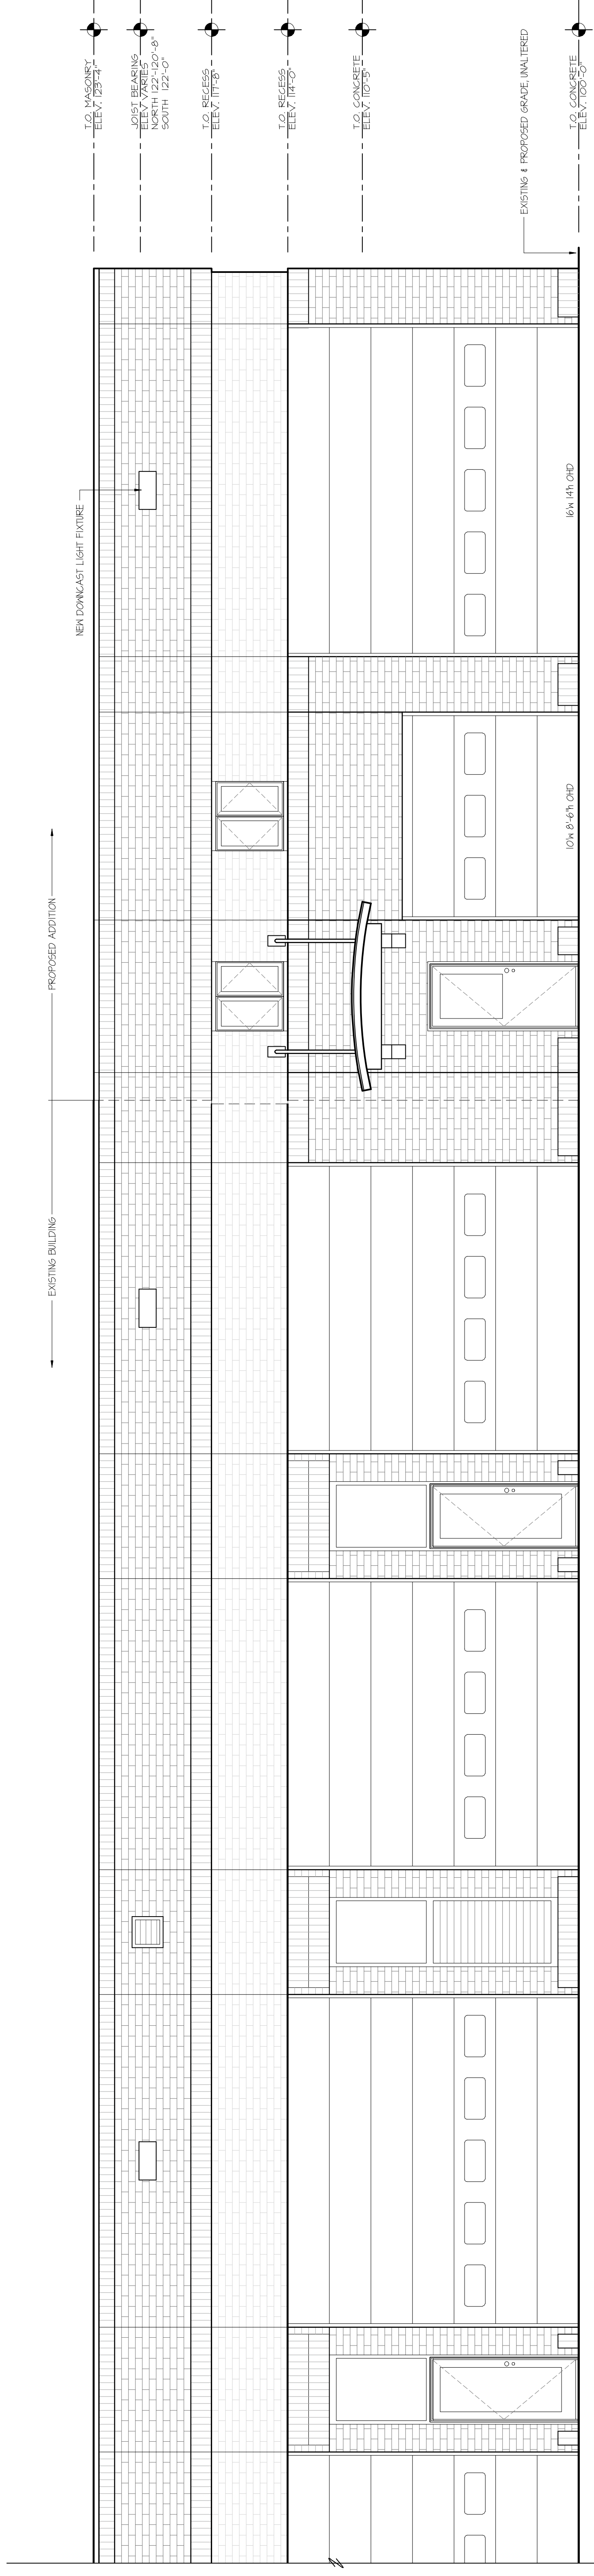 T.O. MASONRY
ELEV. 123'-4"
JOIST BEARING
ELEV VARIES
NORTH 122'-120'-8"
SOUTH 122'-0"
T.O. RECESS
ELEV. 117'-8"
T.O. RECESS
ELEV. 114'-0"
T.O. CONCRETE
ELEV. 110'-5"
EXISTING & PROPOSED GRADE, UNALTERED
T.O. CONCRETE
ELEV. 100'-0"
NEW DOWNCAST LIGHT FIXTURE
16'w 14'h OHD
10'w 8'-6"h OHD
PROPOSED ADDITION
EXISTING BUILDING